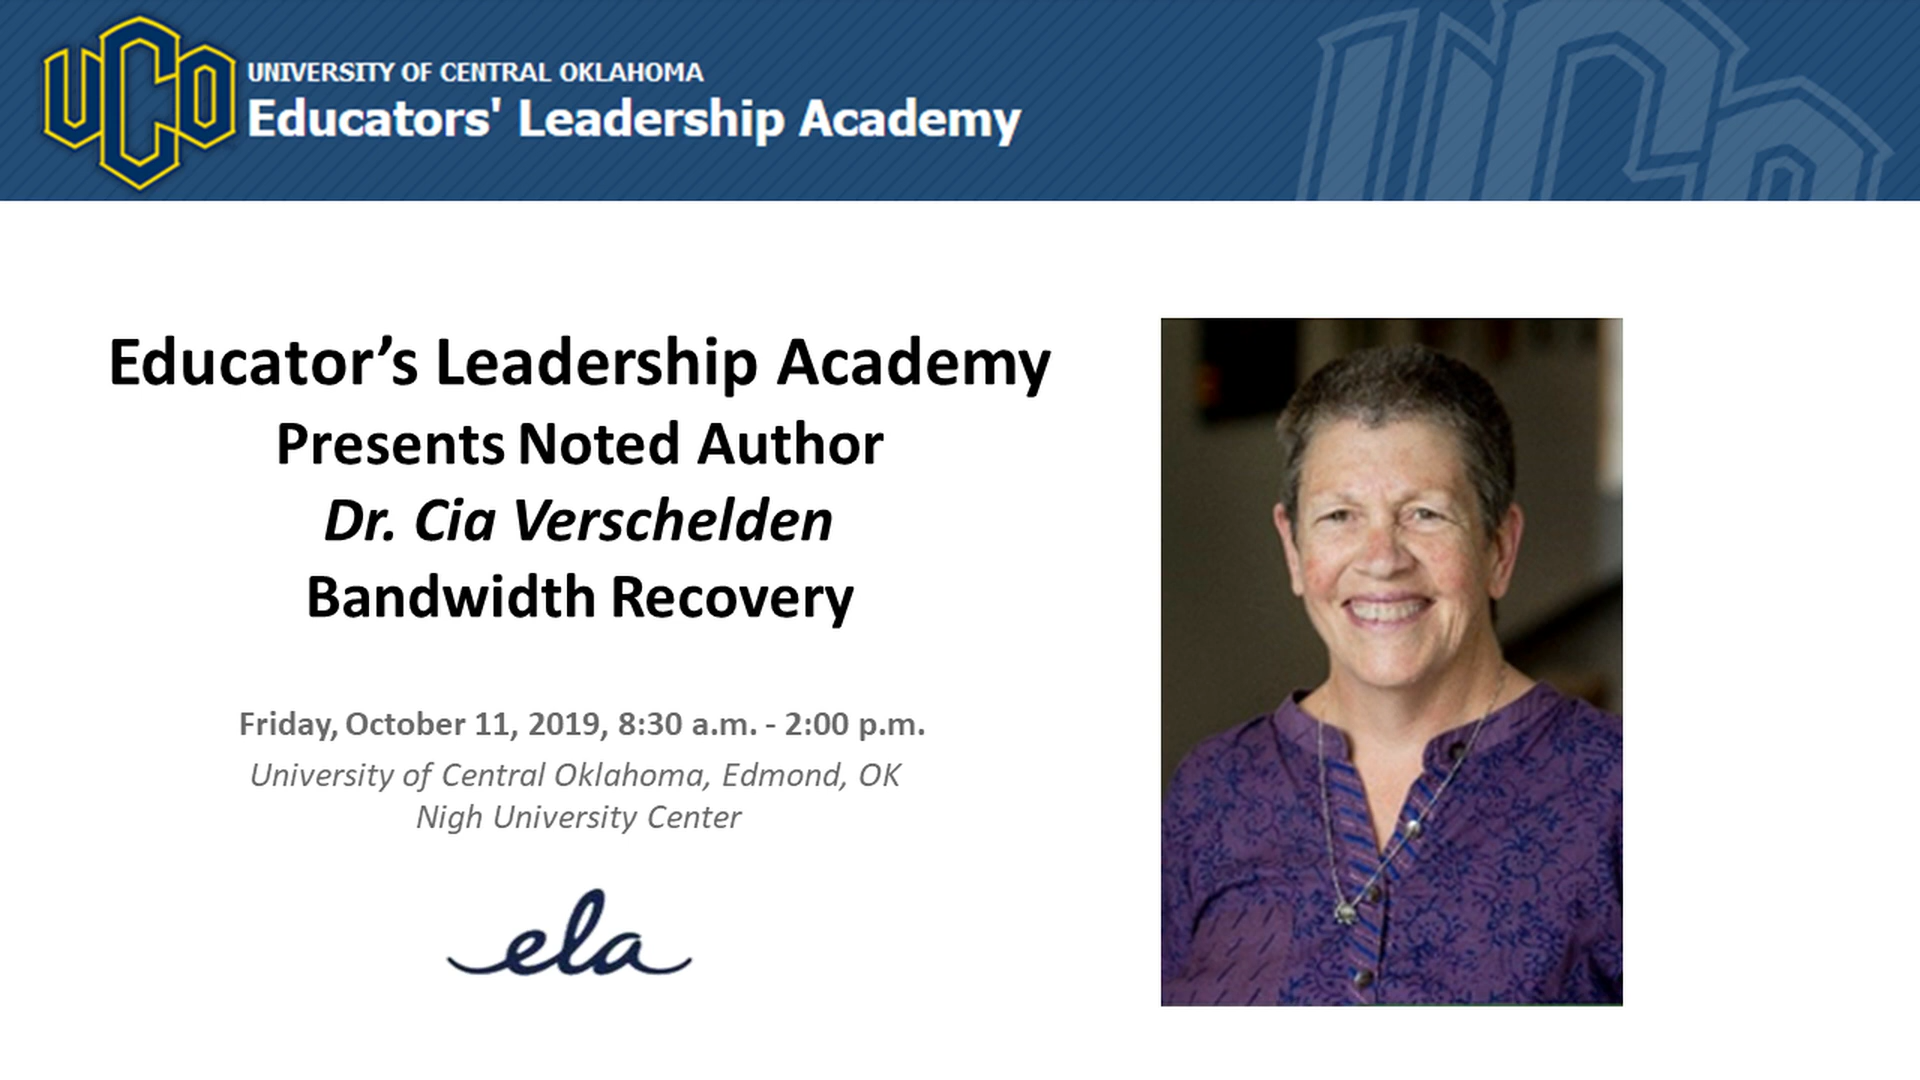 UCO
UNIVERSITY OF CENTRAL OKLAHOMA
Educators' Leadership Academy
UCO
Educator’s Leadership Academy
Presents Noted Author
Dr. Cia Verschelden
Bandwidth Recovery
Friday, October 11, 2019, 8:30 a.m. - 2:00 p.m.
University of Central Oklahoma, Edmond, OK
Nigh University Center
ela